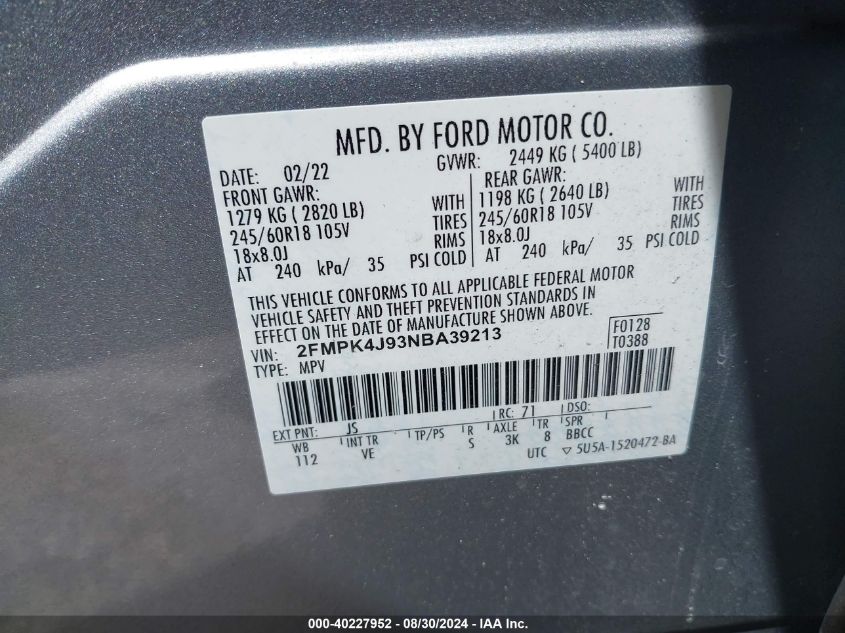 MFD. BY FORD MOTOR CO.
DATE: 02/22 GVWR: 2449 KG ( 5400 LB)
FRONT GAWR: REAR GAWR:
1279 KG ( 2820 LB) WITH 1198 KG ( 2640 LB) WITH
245/60R18 105V TIRES 245/60R18 105V TIRES
18x8.0J RIMS 18x8.0J RIMS
AT 240 kPa/ 35 PSI COLD AT 240 kPa/ 35 PSI COLD
THIS VEHICLE CONFORMS TO ALL APPLICABLE FEDERAL MOTOR
VEHICLE SAFETY AND THEFT PREVENTION STANDARDS IN
EFFECT ON THE DATE OF MANUFACTURE SHOWN ABOVE.
VIN: 2FMPK4J93NBA39213 F0128
TYPE: MPV T0388
EXT PNT: JS RC: 71 DSO:
WB INT TR TP/PS R AXLE TR SPR
112 VE S 3K 8 BBCC
UTC ▽ 5U5A-1520472-BA
000-40227952 - 08/30/2024 - IMPACT AUTO AUCTIONS INC.